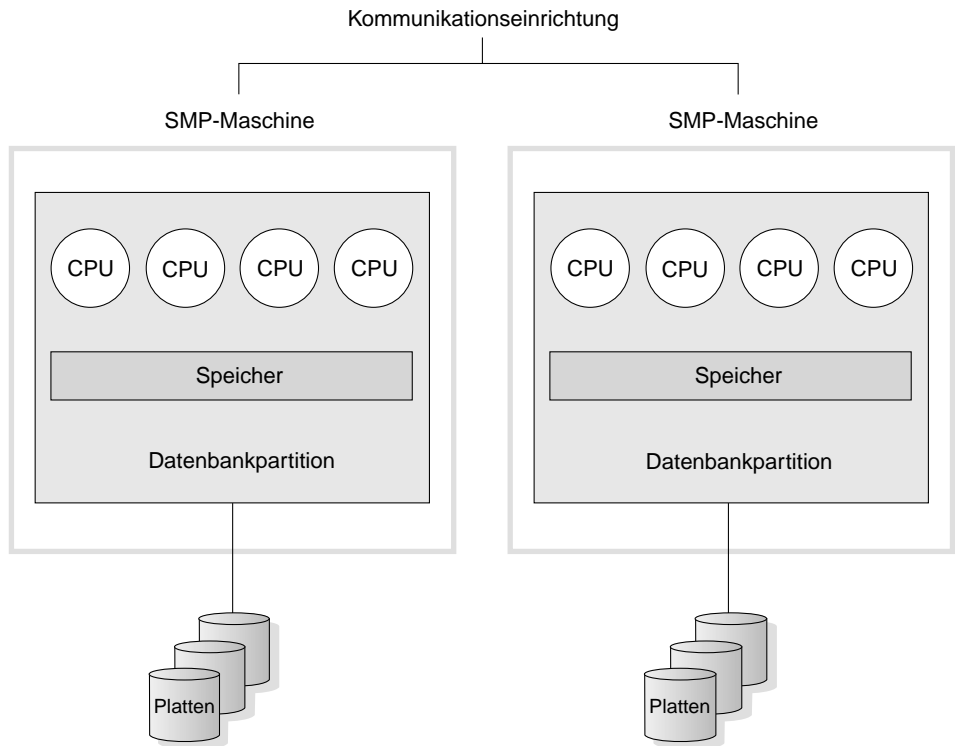 Kommunikationseinrichtung
SMP-Maschine
SMP-Maschine
CPU CPU CPU CPU
CPU CPU CPU CPU
Speicher
Speicher
Datenbankpartition
Datenbankpartition
Platten
Platten